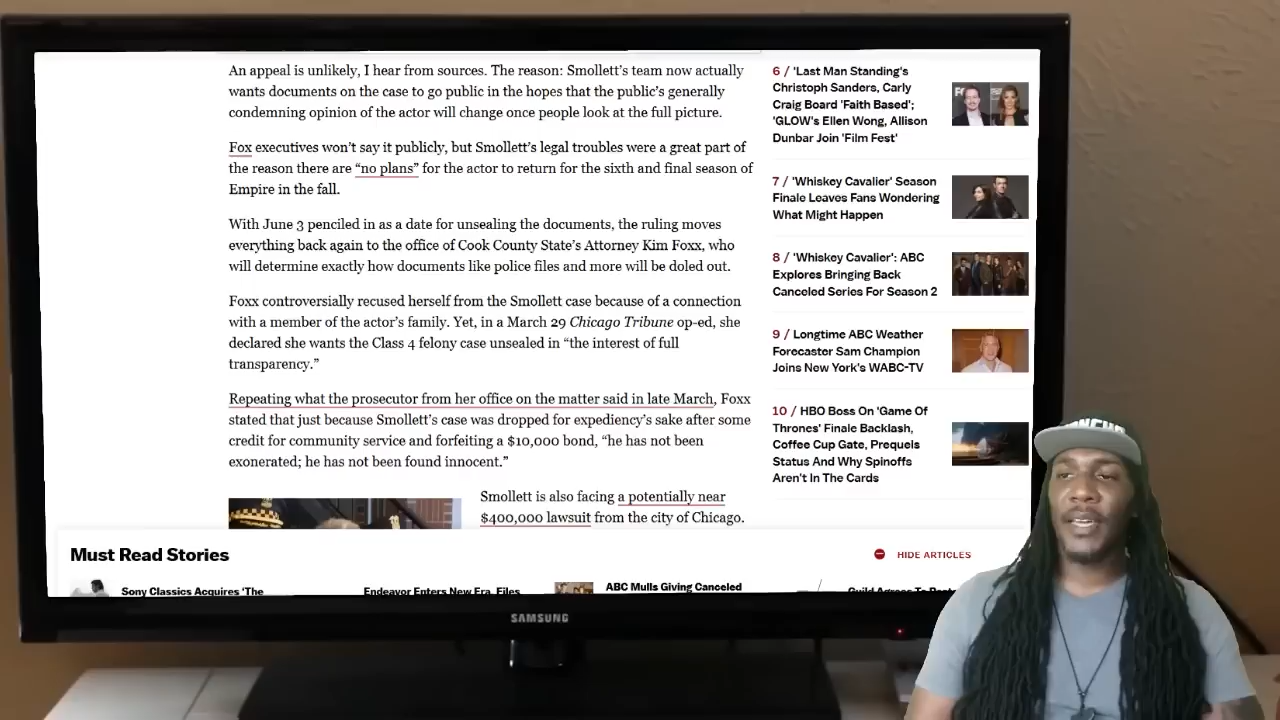 An appeal is unlikely, I hear from sources. The reason: Smollett’s team now actually
wants documents on the case to go public in the hopes that the public’s generally
condemning opinion of the actor will change once people look at the full picture.
Fox executives won’t say it publicly, but Smollett’s legal troubles were a great part of
the reason there are “no plans” for the actor to return for the sixth and final season of
Empire in the fall.
With June 3 penciled in as a date for unsealing the documents, the ruling moves
everything back again to the office of Cook County State’s Attorney Kim Foxx, who
will determine exactly how documents like police files and more will be doled out.
Foxx controversially recused herself from the Smollett case because of a connection
with a member of the actor’s family. Yet, in a March 29 Chicago Tribune op-ed, she
declared she wants the Class 4 felony case unsealed in “the interest of full
transparency.”
Repeating what the prosecutor from her office on the matter said in late March, Foxx
stated that just because Smollett’s case was dropped for expediency’s sake after some
credit for community service and forfeiting a $10,000 bond, “he has not been
exonerated; he has not been found innocent.”
Smollett is also facing a potentially near
$400,000 lawsuit from the city of Chicago.
6 / 'Last Man Standing's
Christoph Sanders, Carly
Craig Board 'Faith Based';
'GLOW's Ellen Wong, Allison
Dunbar Join 'Film Fest'
7 / 'Whiskey Cavalier' Season
Finale Leaves Fans Wondering
What Might Happen
8 / 'Whiskey Cavalier': ABC
Explores Bringing Back
Canceled Series For Season 2
9 / Longtime ABC Weather
Forecaster Sam Champion
Joins New York's WABC-TV
10 / HBO Boss On 'Game Of
Thrones' Finale Backlash,
Coffee Cup Gate, Prequels
Status And Why Spinoffs
Aren't In The Cards
Must Read Stories
HIDE ARTICLES
Sony Classics Acquires 'The
Endeavor Enters New Era, Files
ABC Mulls Giving Canceled
Guild Agrees To
SAMSUNG